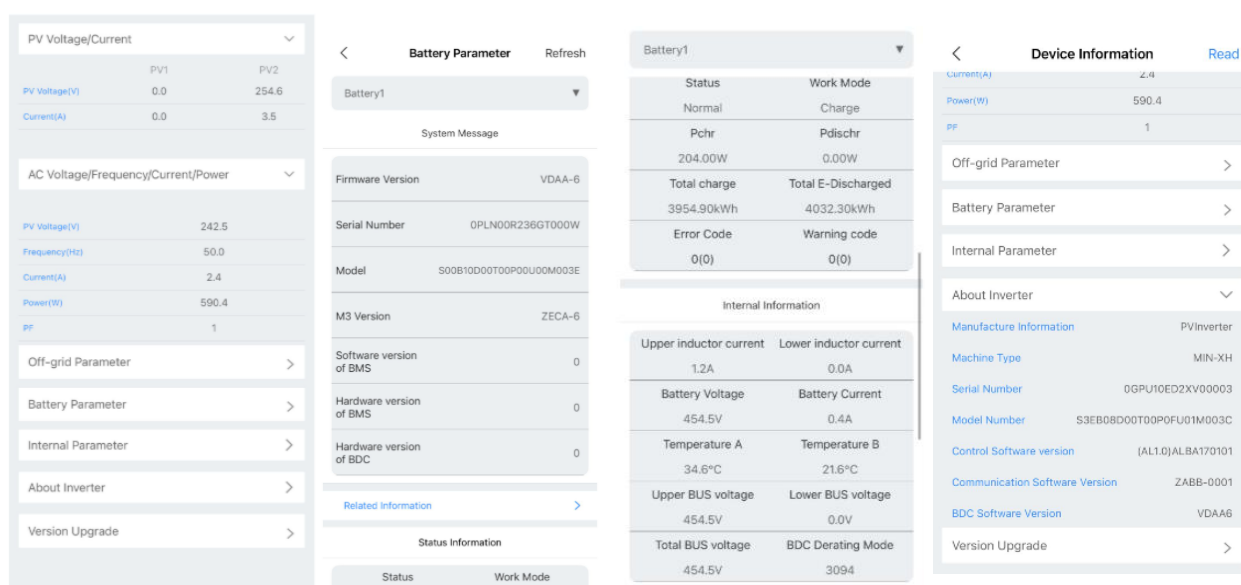 PV Voltage/Current
PV1 PV2
PV Voltage(V) 0.0 254.6
Current(A) 0.0 3.5
AC Voltage/Frequency/Current/Power
PV Voltage(V) 242.5
Frequency(Hz) 50.0
Current(A) 2.4
Power(W) 590.4
PF 1
Off-grid Parameter
Battery Parameter
Internal Parameter
About Inverter
Version Upgrade
Battery Parameter Refresh
Battery1
System Message
Firmware Version VDAA-6
Serial Number 0PLN00R236GT000W
Model S00B10D00T00P00U00M003E
M3 Version ZECA-6
Software version
of BMS 0
Hardware version
of BMS 0
Hardware version
of BDC 0
Related Information
Status Information
Status Work Mode
Battery1
Status Work Mode
Normal Charge
Pchr Pdischr
204.00W 0.00W
Total charge Total E-Discharged
3954.90kWh 4032.30kWh
Error Code Warning code
0(0) 0(0)
Internal Information
Upper inductor current Lower inductor current
1.2A 0.0A
Battery Voltage Battery Current
454.5V 0.4A
Temperature A Temperature B
34.6°C 21.6°C
Upper BUS voltage Lower BUS voltage
454.5V 0.0V
Total BUS voltage BDC Derating Mode
454.5V 3094
Device Information Read
Current(A) 2.4
Power(W) 590.4
PF 1
Off-grid Parameter
Battery Parameter
Internal Parameter
About Inverter
Manufacture Information PVInverter
Machine Type MIN-XH
Serial Number 0GPU10ED2XV00003
Model Number S3EB08D00T00P0FU01M003C
Control Software version (AL1.0)ALBA170101
Communication Software Version ZABB-0001
BDC Software Version VDAA6
Version Upgrade